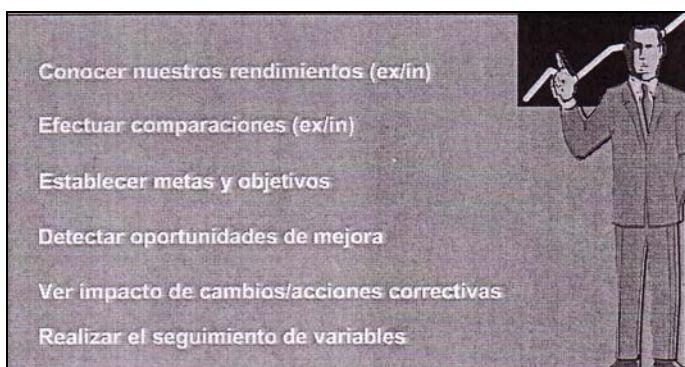 Conocer nuestros rendimientos (ex/in)
Efectuar comparaciones (ex/in)
Establecer metas y objetivos
Detectar oportunidades de mejora
Ver impacto de cambios/acciones correctivas
Realizar el seguimiento de variables